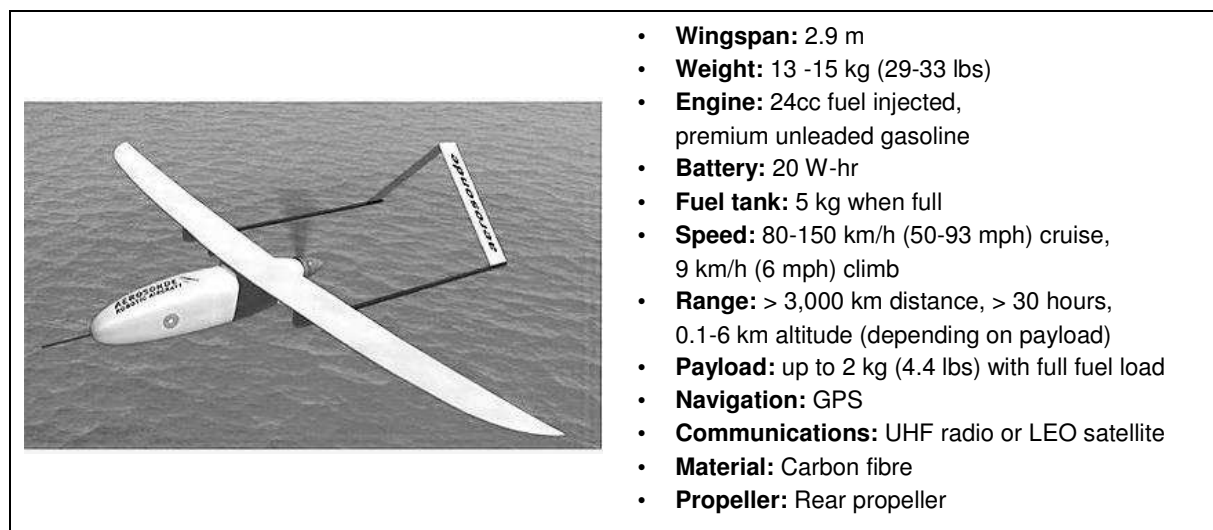 AEROSONDE
ROBOTIC AIRCRAFT
aerosonde
• Wingspan: 2.9 m
• Weight: 13 -15 kg (29-33 lbs)
• Engine: 24cc fuel injected,
premium unleaded gasoline
• Battery: 20 W-hr
• Fuel tank: 5 kg when full
• Speed: 80-150 km/h (50-93 mph) cruise,
9 km/h (6 mph) climb
• Range: > 3,000 km distance, > 30 hours,
0.1-6 km altitude (depending on payload)
• Payload: up to 2 kg (4.4 lbs) with full fuel load
• Navigation: GPS
• Communications: UHF radio or LEO satellite
• Material: Carbon fibre
• Propeller: Rear propeller